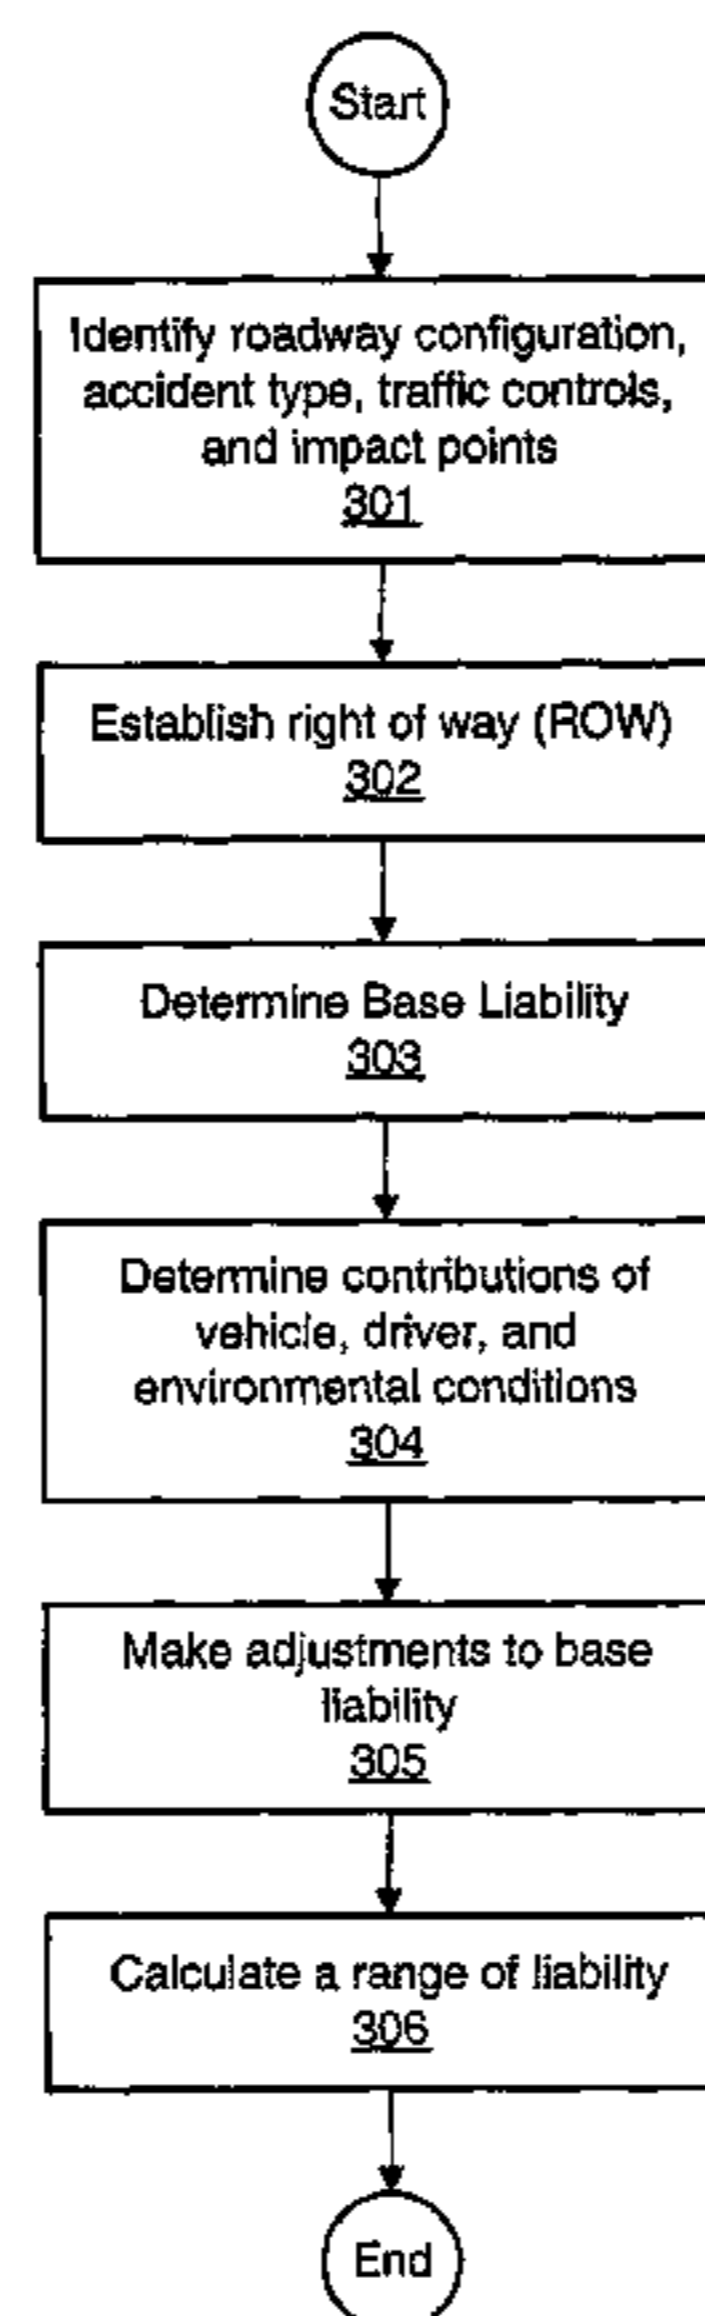 Start
Identify roadway configuration,
accident type, traffic controls,
and impact points
301
Establish right of way (ROW)
302
Determine Base Liability
303
Determine contributions of
vehicle, driver, and
environmental conditions
304
Make adjustments to base
liability
305
Calculate a range of liability
306
End